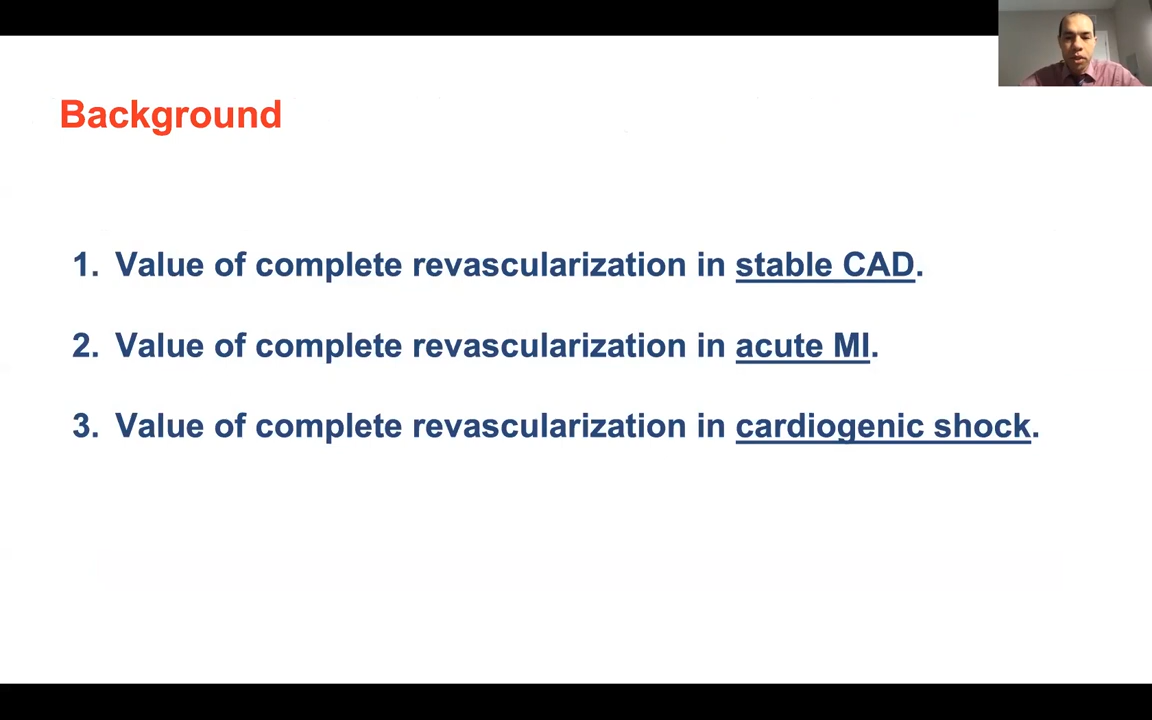 Background
1. Value of complete revascularization in stable CAD.
2. Value of complete revascularization in acute MI.
3. Value of complete revascularization in cardiogenic shock.